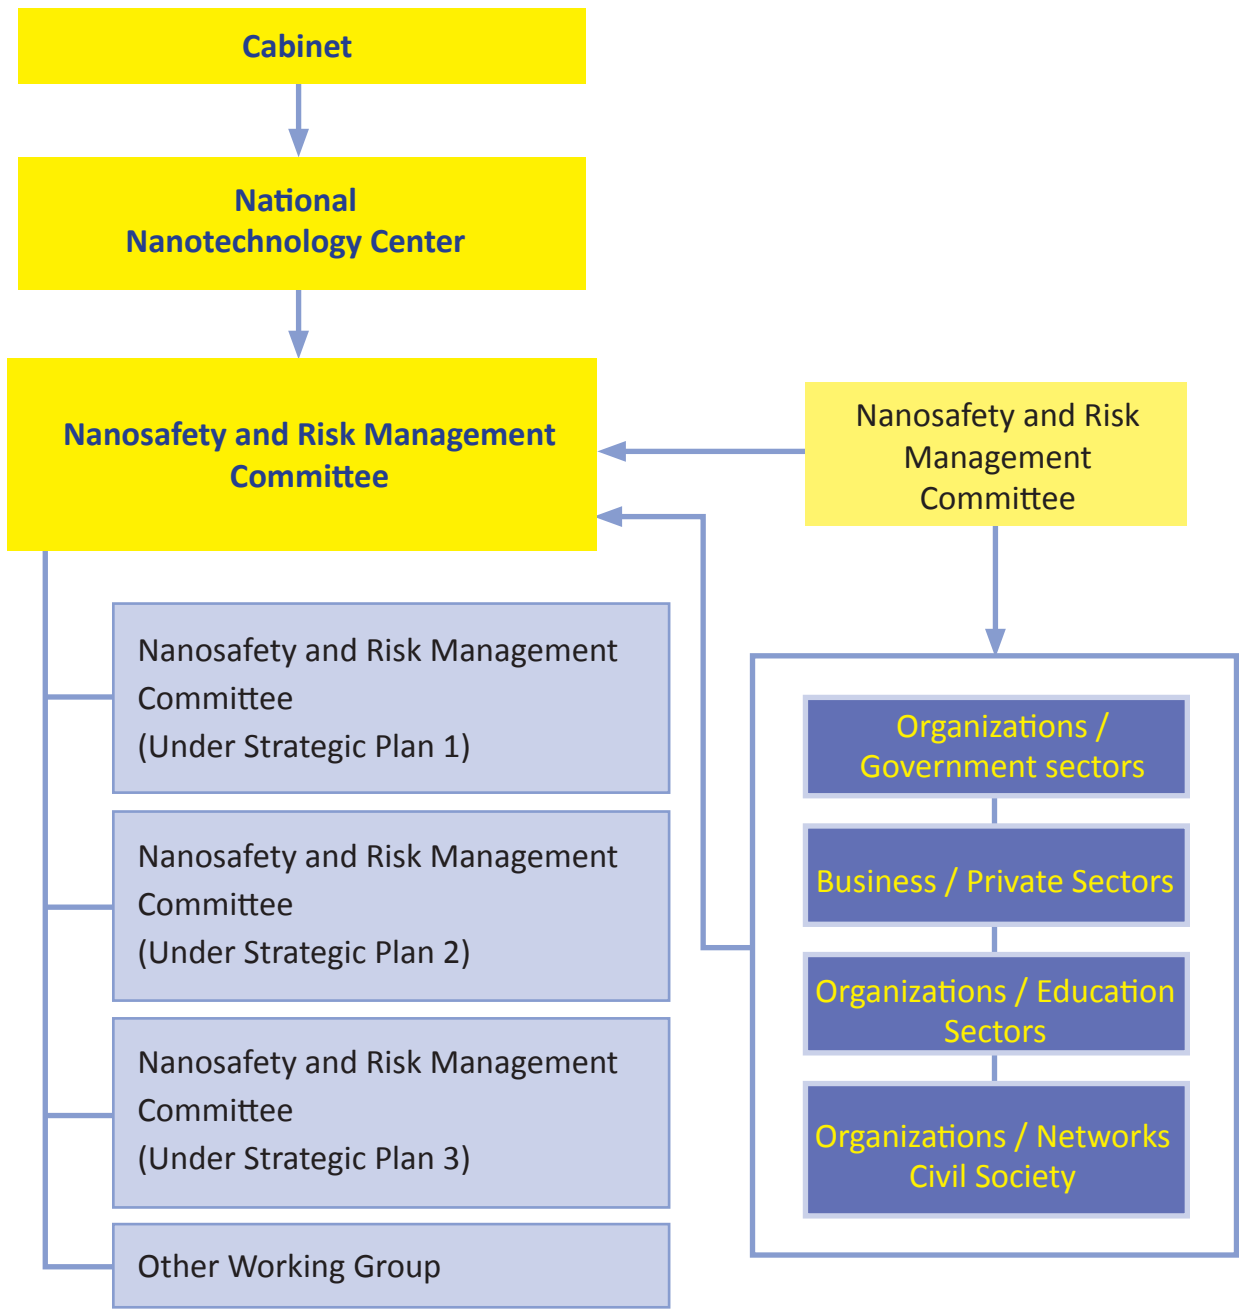 Cabinet
National
Nanotechnology Center
Nanosafety and Risk Management
Committee
Nanosafety and Risk
Management
Committee
Nanosafety and Risk Management
Committee
(Under Strategic Plan 1)
Nanosafety and Risk Management
Committee
(Under Strategic Plan 2)
Nanosafety and Risk Management
Committee
(Under Strategic Plan 3)
Other Working Group
Organizations /
Government sectors
Business / Private Sectors
Organizations / Education
Sectors
Organizations / Networks
Civil Society